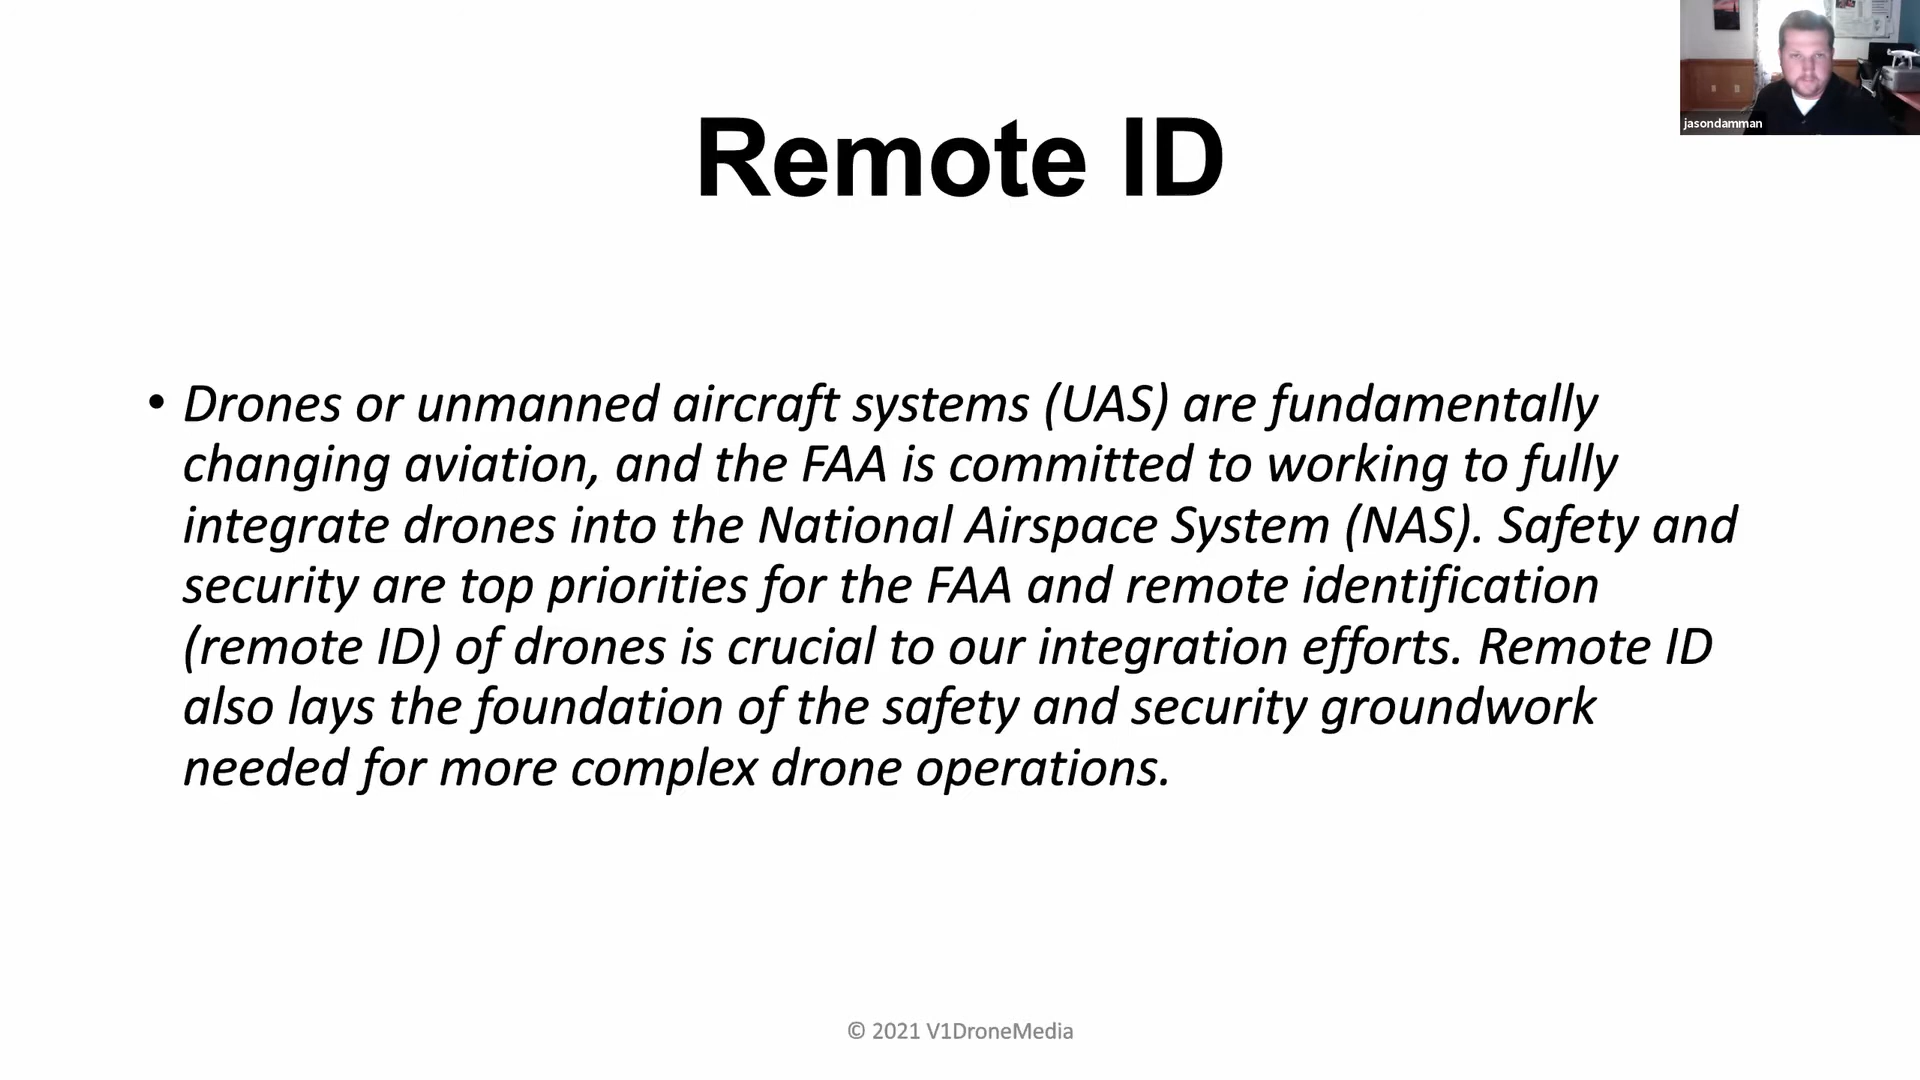 jasondamman
Remote ID
• Drones or unmanned aircraft systems (UAS) are fundamentally
changing aviation, and the FAA is committed to working to fully
integrate drones into the National Airspace System (NAS). Safety and
security are top priorities for the FAA and remote identification
(remote ID) of drones is crucial to our integration efforts. Remote ID
also lays the foundation of the safety and security groundwork
needed for more complex drone operations.
© 2021 V1DroneMedia